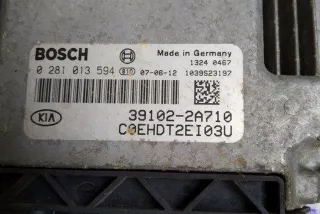 BOSCH
Made in Germany
1324 0467
0 281 013 594
07-06-12
1039S23197
KIA
39102-2A710
C0EHDT2EI03U